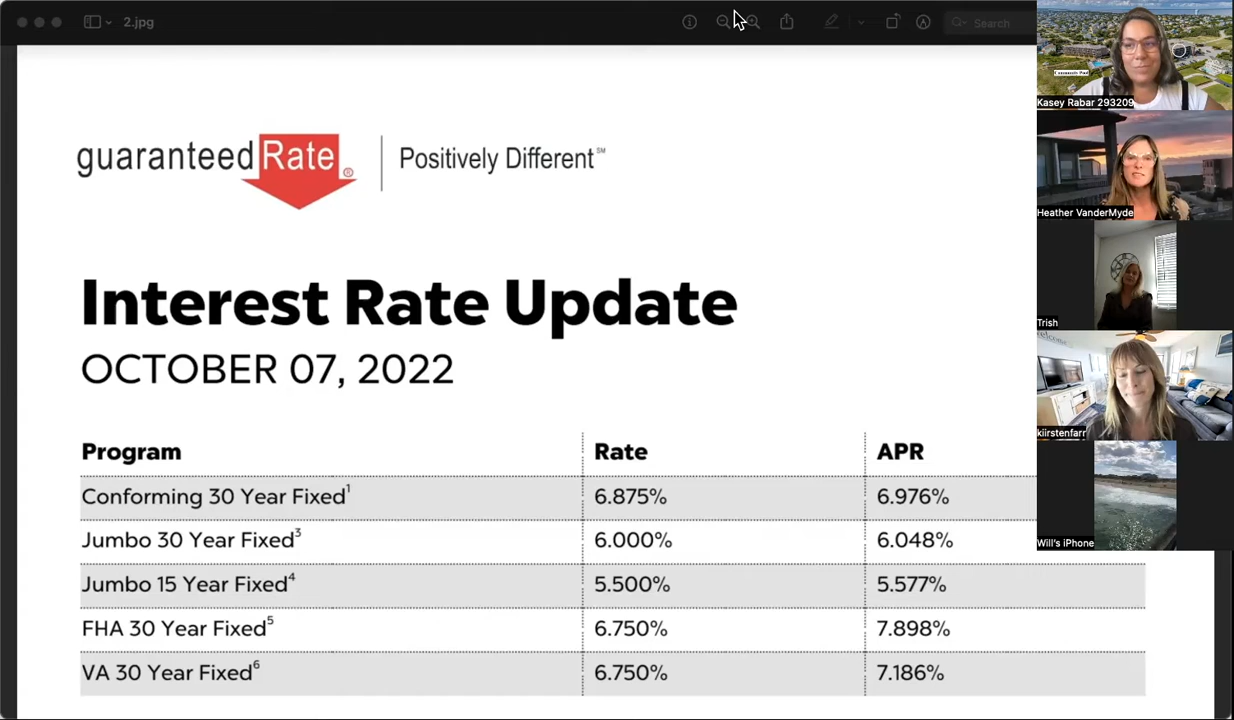 2.jpg
Search
guaranteed Rate ® | Positively Different℠
Interest Rate Update
OCTOBER 07, 2022
Program Rate APR
Conforming 30 Year Fixed¹ 6.875% 6.976%
Jumbo 30 Year Fixed³ 6.000% 6.048%
Jumbo 15 Year Fixed⁴ 5.500% 5.577%
FHA 30 Year Fixed⁵ 6.750% 7.898%
VA 30 Year Fixed⁶ 6.750% 7.186%
Kasey Rabar 293209
Heather VanderMyde
Trish
kiirstenfarr
Will's iPhone